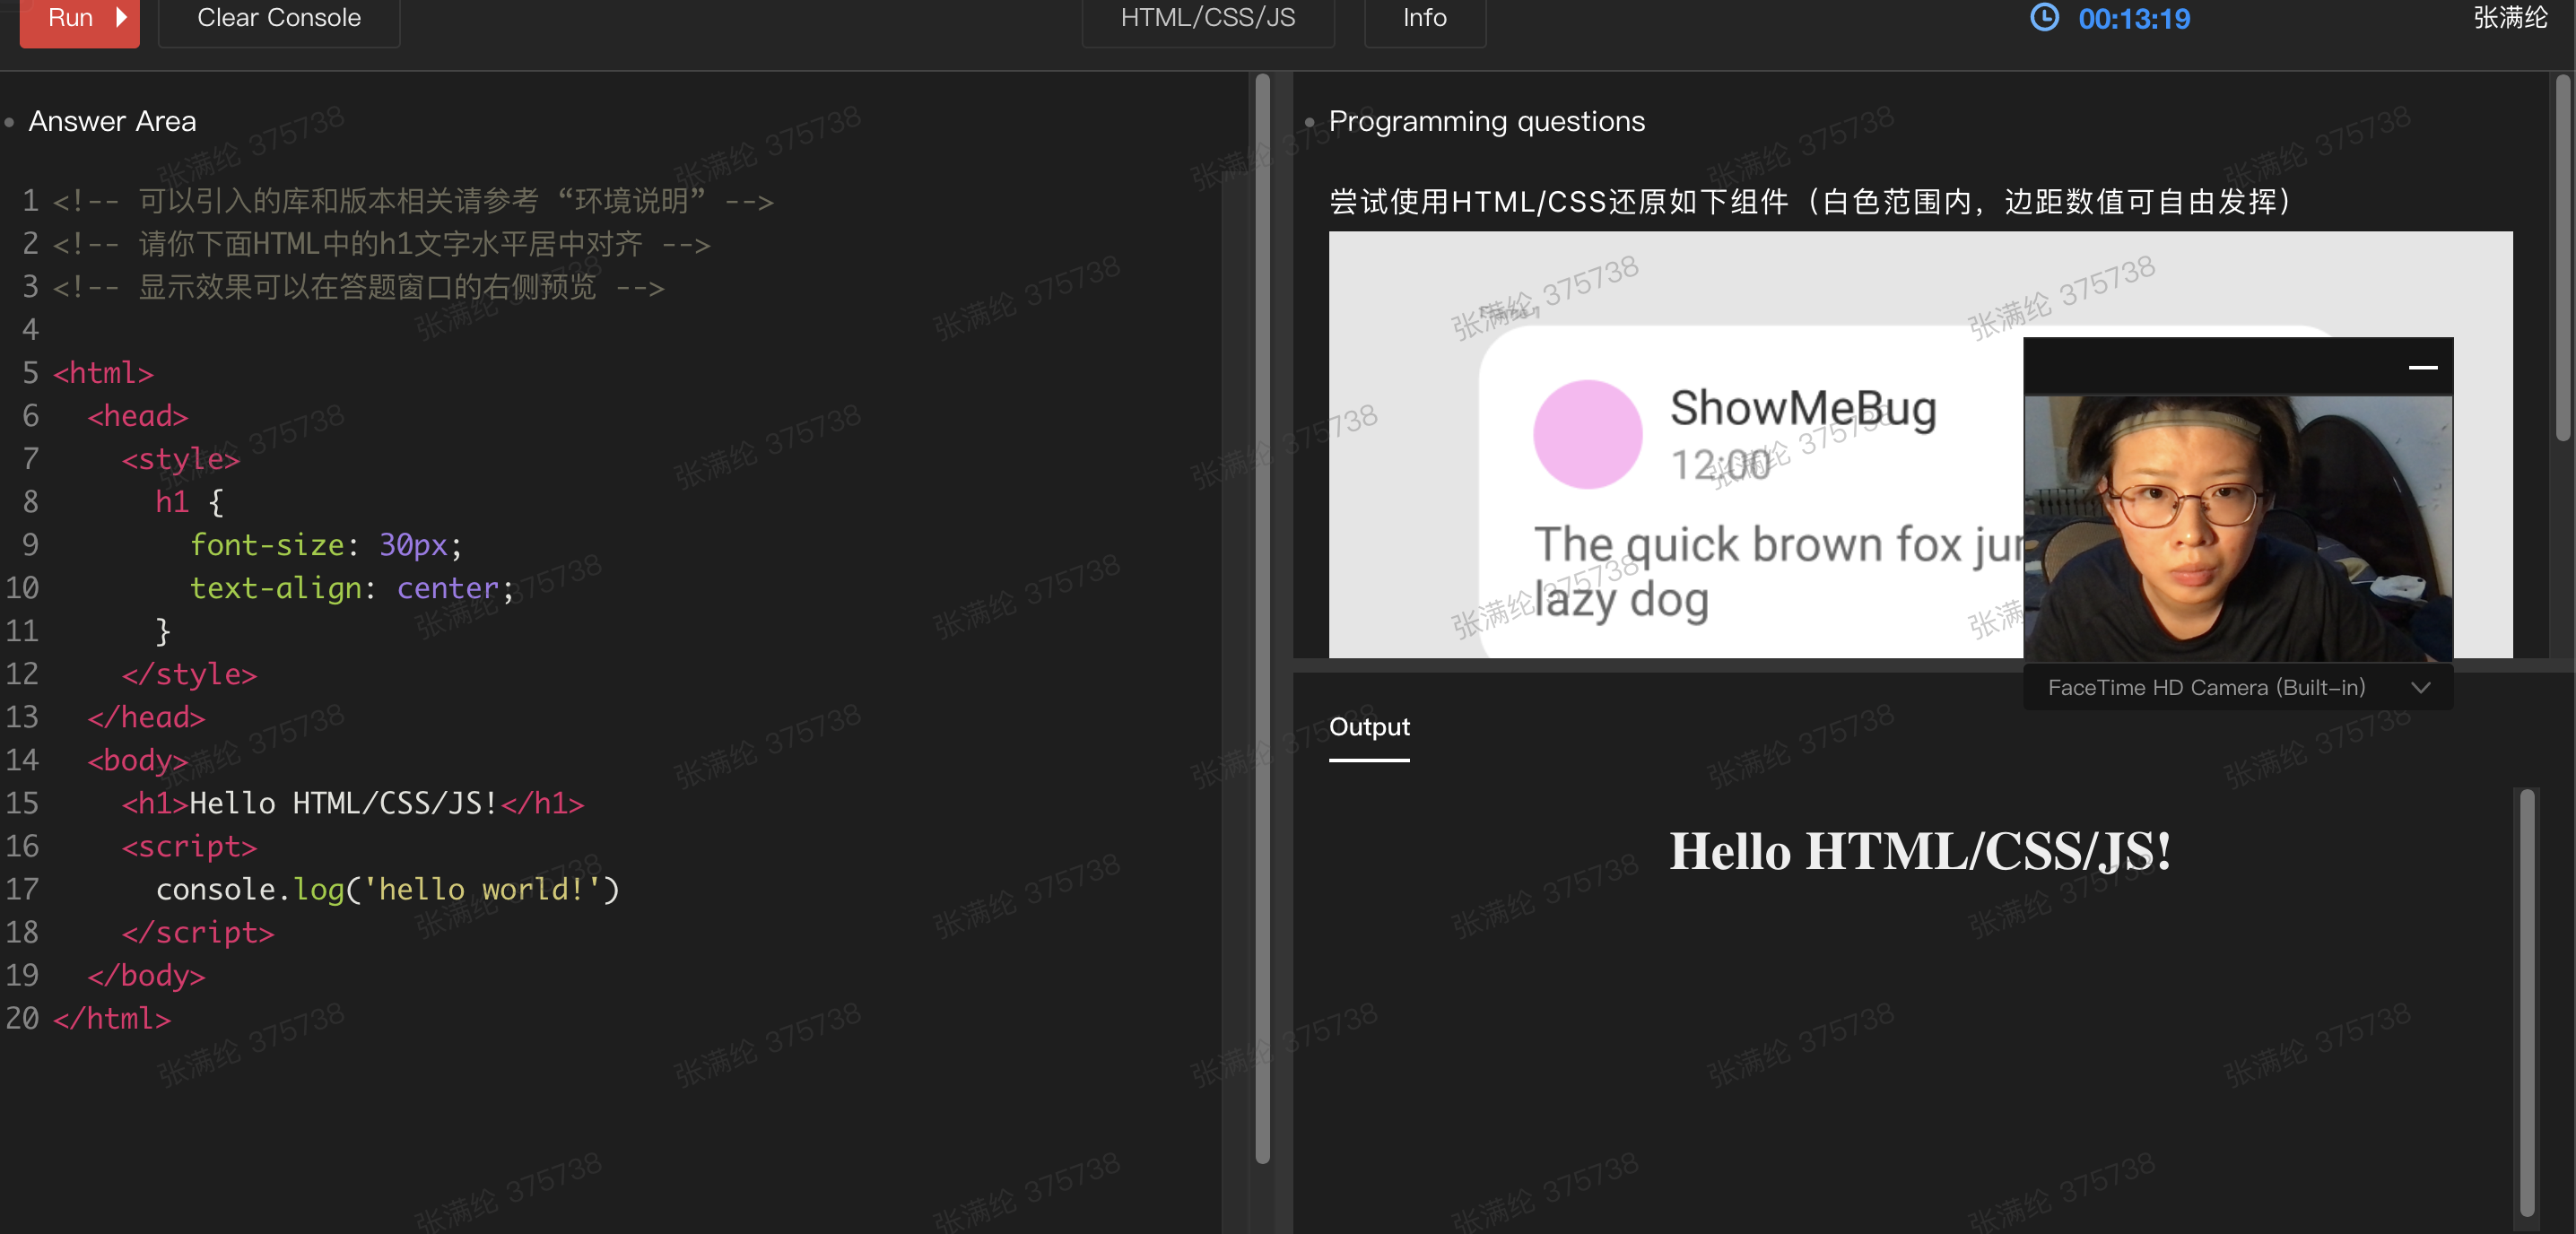 Run
Clear Console
HTML/CSS/JS
Info
00:13:19
张满纶
Answer Area
1 <!-- 可以引入的库和版本相关请参考“环境说明” -->
2 <!-- 请你下面HTML中的h1文字水平居中对齐 -->
3 <!-- 显示效果可以在答题窗口的右侧预览 -->
4
5 <html>
6 <head>
7 <style>
8 h1 {
9 font-size: 30px;
10 text-align: center;
11 }
12 </style>
13 </head>
14 <body>
15 <h1>Hello HTML/CSS/JS!</h1>
16 <script>
17 console.log('hello world!')
18 </script>
19 </body>
20 </html>
Programming questions
尝试使用HTML/CSS还原如下组件（白色范围内，边距数值可自由发挥）
ShowMeBug
12:00
The quick brown fox jur
lazy dog
FaceTime HD Camera (Built-in)
Output
Hello HTML/CSS/JS!
张满纶 375738